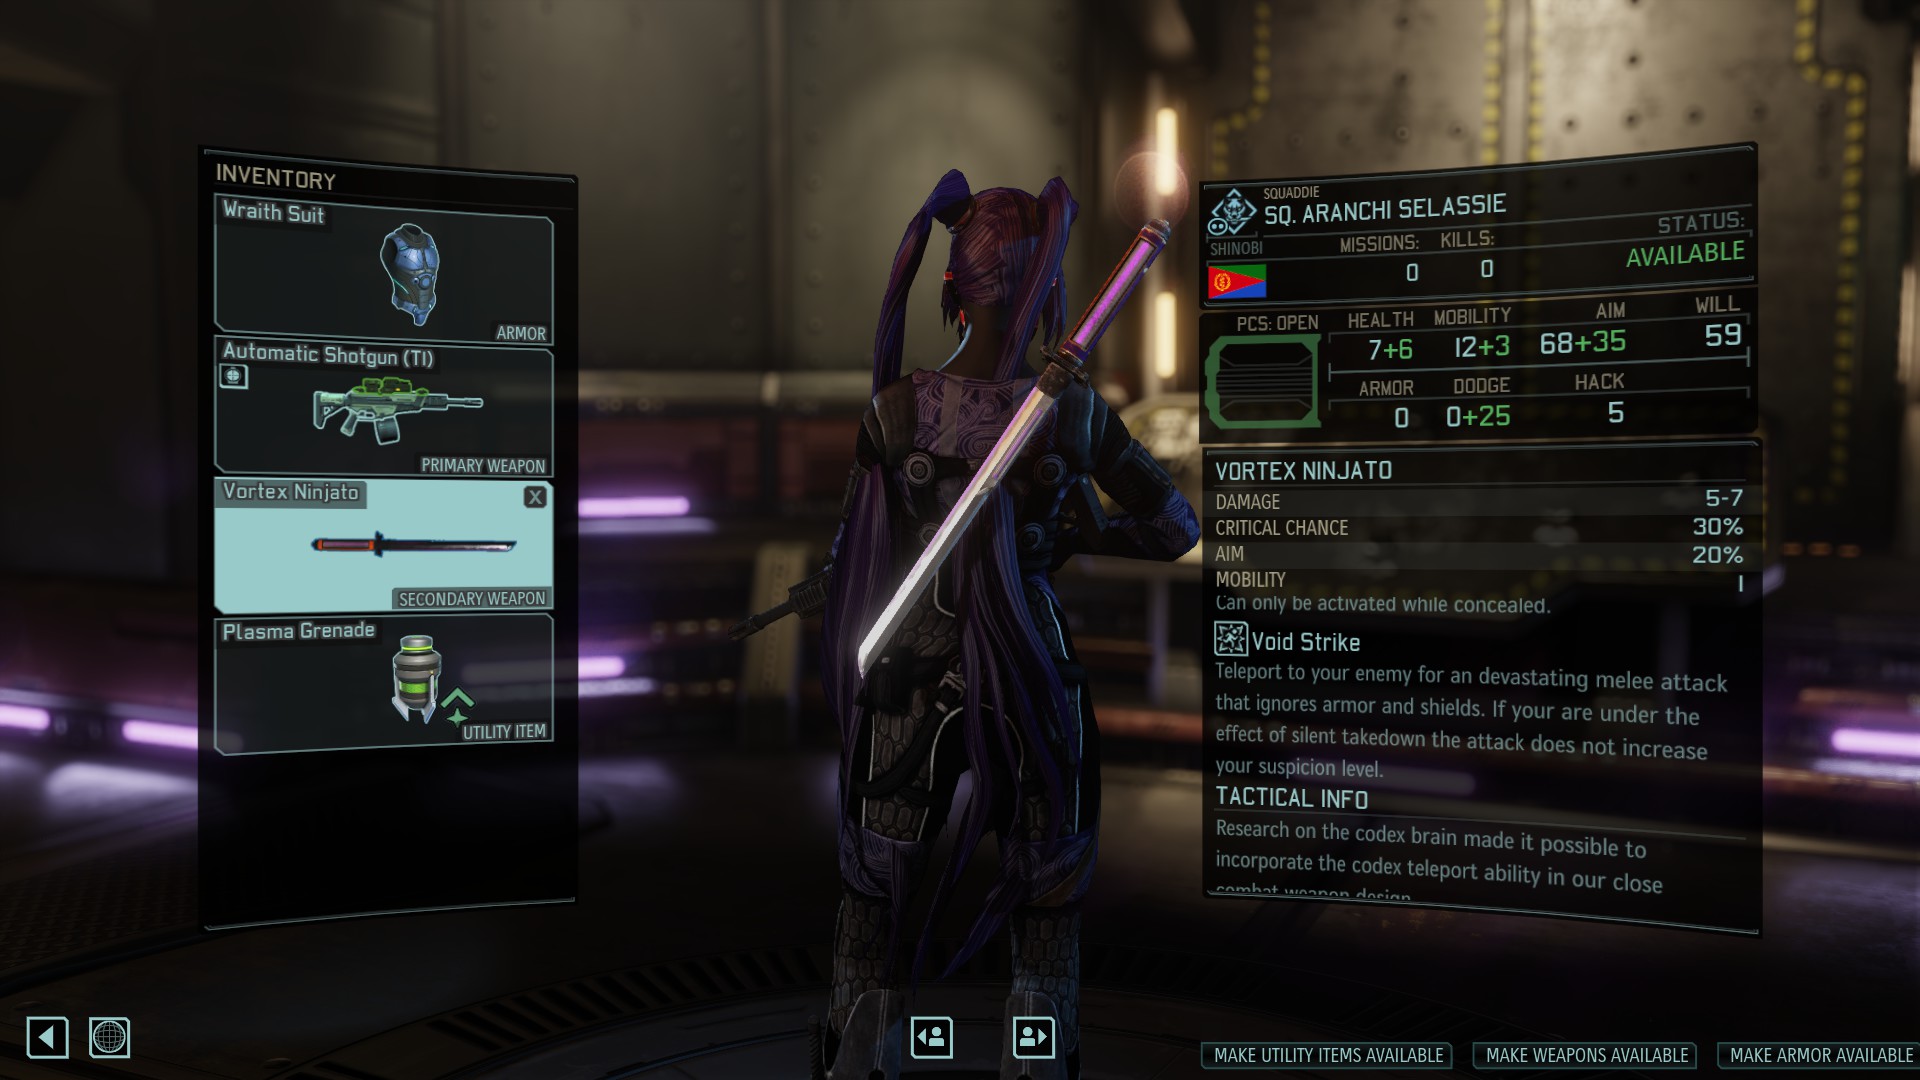 INVENTORY
Wraith Suit
ARMOR
Automatic Shotgun (T1)
PRIMARY WEAPON
Vortex Ninjato
X
SECONDARY WEAPON
Plasma Grenade
UTILITY ITEM
SQUADDIE
SQ. ARANCHI SELASSIE
SHINOBI
MISSIONS: KILLS:
0 0
STATUS:
AVAILABLE
PCS: OPEN
HEALTH MOBILITY AIM WILL
7+6 12+3 68+35 59
ARMOR DODGE HACK
0 0+25 5
VORTEX NINJATO
DAMAGE 5-7
CRITICAL CHANCE 30%
AIM 20%
MOBILITY 1
Can only be activated while concealed.
Void Strike
Teleport to your enemy for an devastating melee attack
that ignores armor and shields. If your are under the
effect of silent takedown the attack does not increase
your suspicion level.
TACTICAL INFO
Research on the codex brain made it possible to
incorporate the codex teleport ability in our close
combat weapon design.
MAKE UTILITY ITEMS AVAILABLE
MAKE WEAPONS AVAILABLE
MAKE ARMOR AVAILABLE